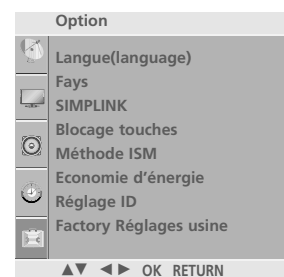 Option
Langue(language)
Fays
SIMPLINK
Blocage touches
Méthode ISM
Economie d'énergie
Réglage ID
Factory Réglages usine
▲▼ ◄► OK RETURN